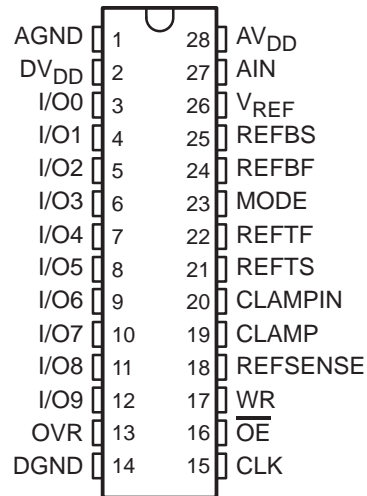 AGND 1 28 AVDD
DVDD 2 27 AIN
I/O0 3 26 VREF
I/O1 4 25 REFBS
I/O2 5 24 REFBF
I/O3 6 23 MODE
I/O4 7 22 REFTF
I/O5 8 21 REFTS
I/O6 9 20 CLAMPIN
I/O7 10 19 CLAMP
I/O8 11 18 REFSENSE
I/O9 12 17 WR
OVR 13 16 OE
DGND 14 15 CLK